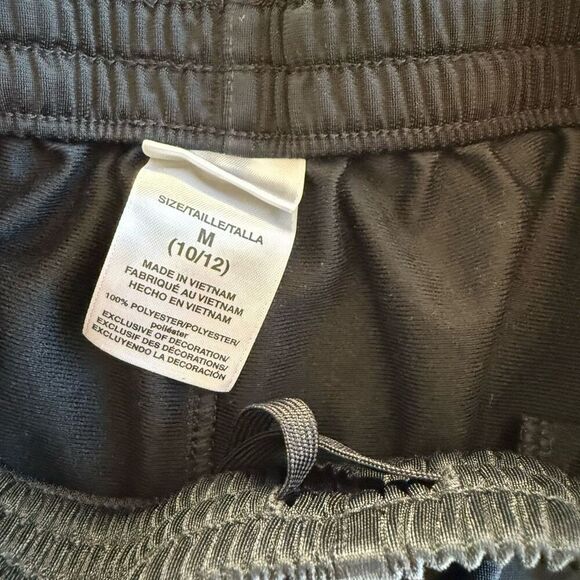 SIZE/TAILLE/TALLA
M
(10/12)
MADE IN VIETNAM
FABRIQUÉ AU VIETNAM
HECHO EN VIETNAM
100% POLYESTER/POLYESTER/
poliéster
EXCLUSIVE OF DECORATION/
EXCLUSIF DES DÉCORATIONS/
EXCLUYENDO LA DECORACIÓN